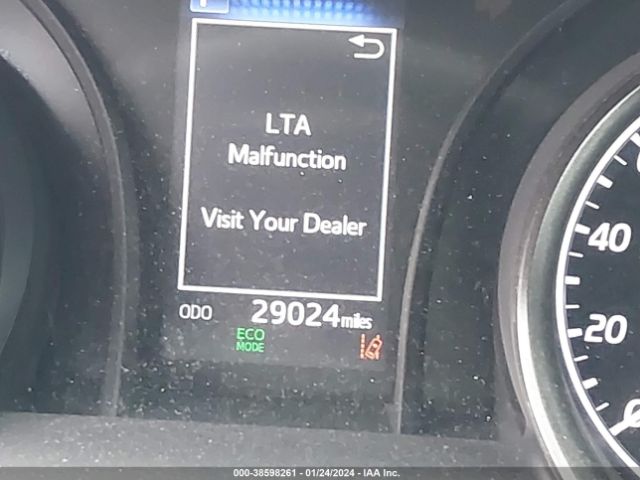 LTA
Malfunction
Visit Your Dealer
ODO 29024 miles
ECO
MODE
40
20
0
000-38598261 - 01/24/2024 - IAA Inc.